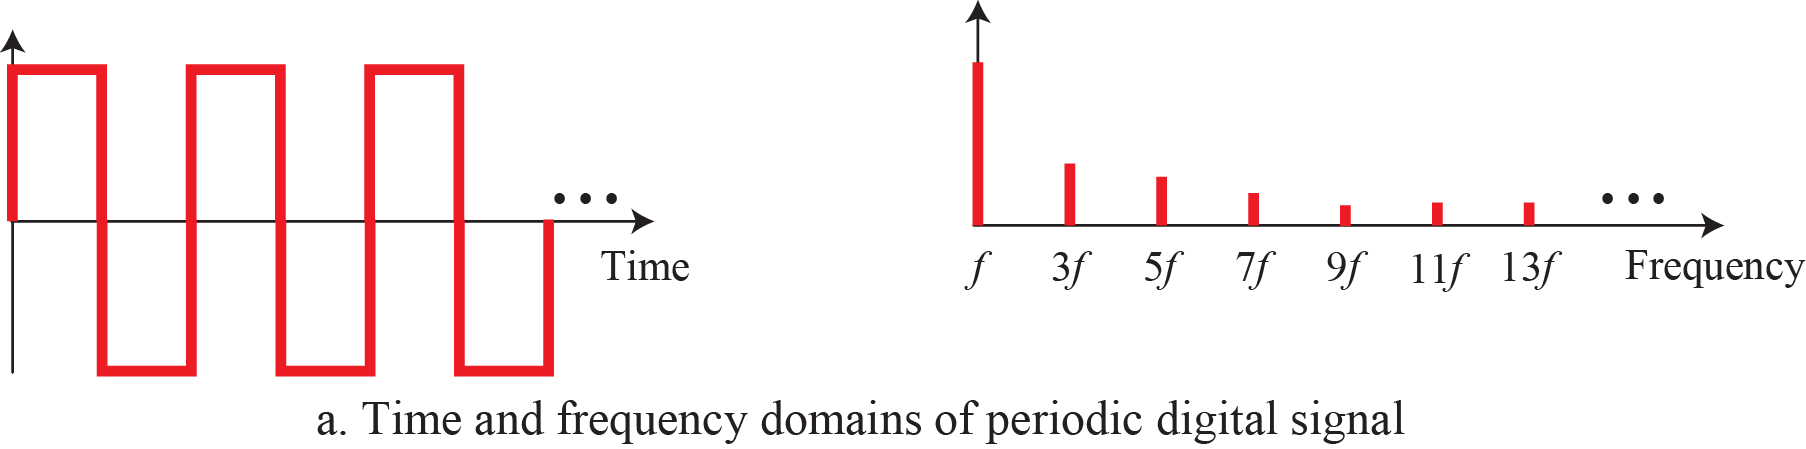 Time
f 3f 5f 7f 9f 11f 13f Frequency
a. Time and frequency domains of periodic digital signal